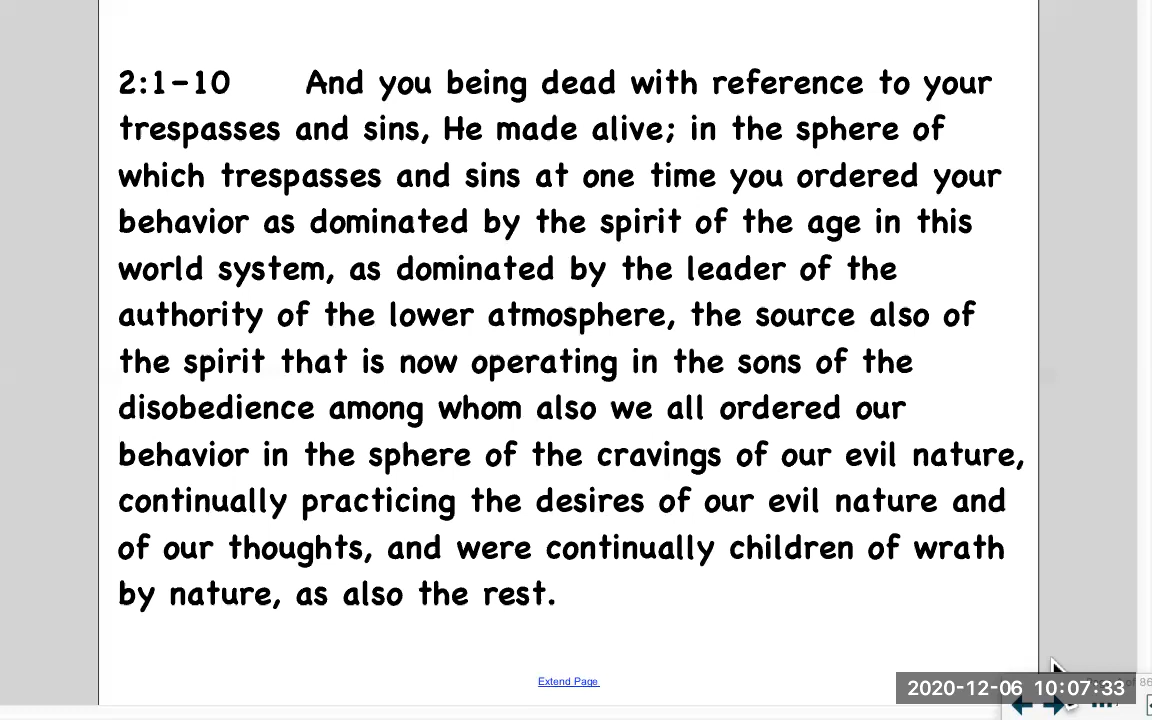 2:1-10 And you being dead with reference to your
trespasses and sins, He made alive; in the sphere of
which trespasses and sins at one time you ordered your
behavior as dominated by the spirit of the age in this
world system, as dominated by the leader of the
authority of the lower atmosphere, the source also of
the spirit that is now operating in the sons of the
disobedience among whom also we all ordered our
behavior in the sphere of the cravings of our evil nature,
continually practicing the desires of our evil nature and
of our thoughts, and were continually children of wrath
by nature, as also the rest.
Extend Page
2020-12-06 10:07:33